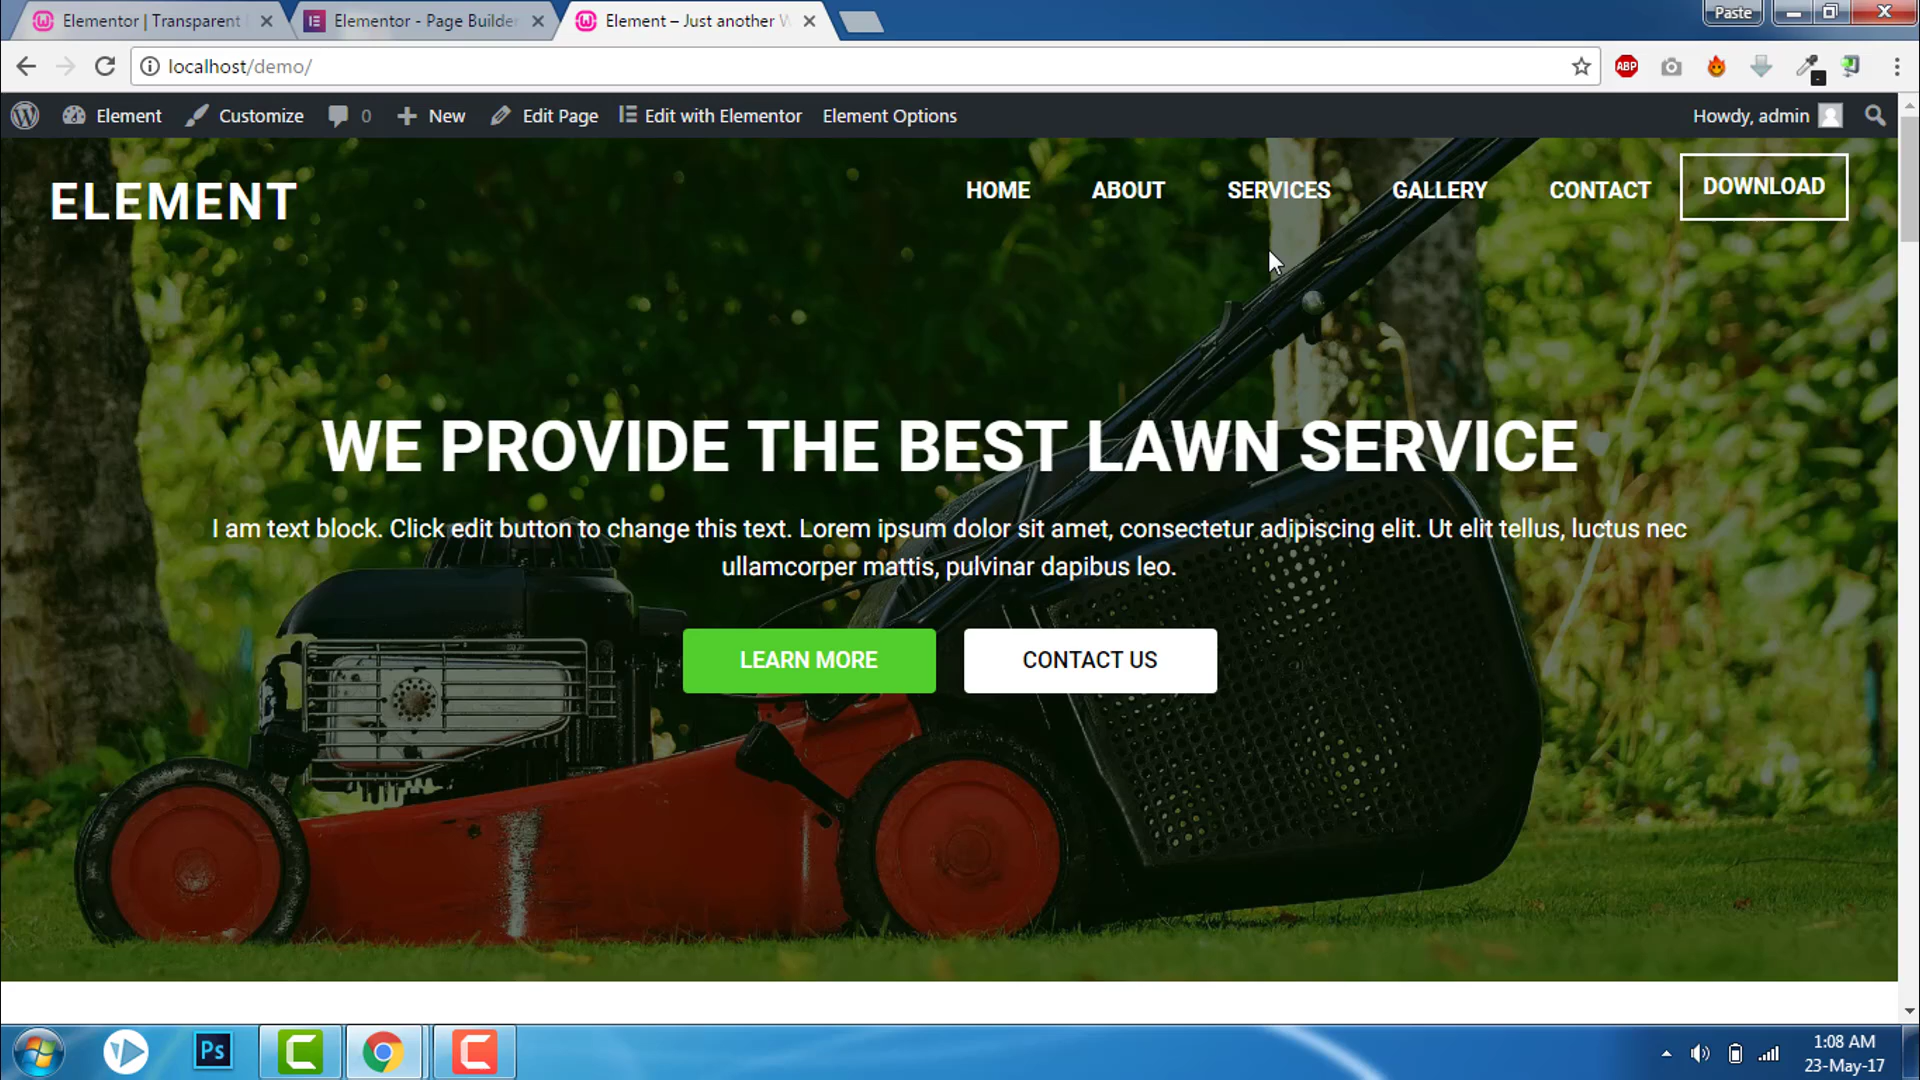 Elementor | Transparent
Elementor - Page Builder
Element – Just another W
Paste
localhost/demo/
ABP
Element
Customize
0
New
Edit Page
Edit with Elementor
Element Options
Howdy, admin
ELEMENT
HOME
ABOUT
SERVICES
GALLERY
CONTACT
DOWNLOAD
WE PROVIDE THE BEST LAWN SERVICE
I am text block. Click edit button to change this text. Lorem ipsum dolor sit amet, consectetur adipiscing elit. Ut elit tellus, luctus nec
ullamcorper mattis, pulvinar dapibus leo.
LEARN MORE
CONTACT US
Ps
1:08 AM
23-May-17